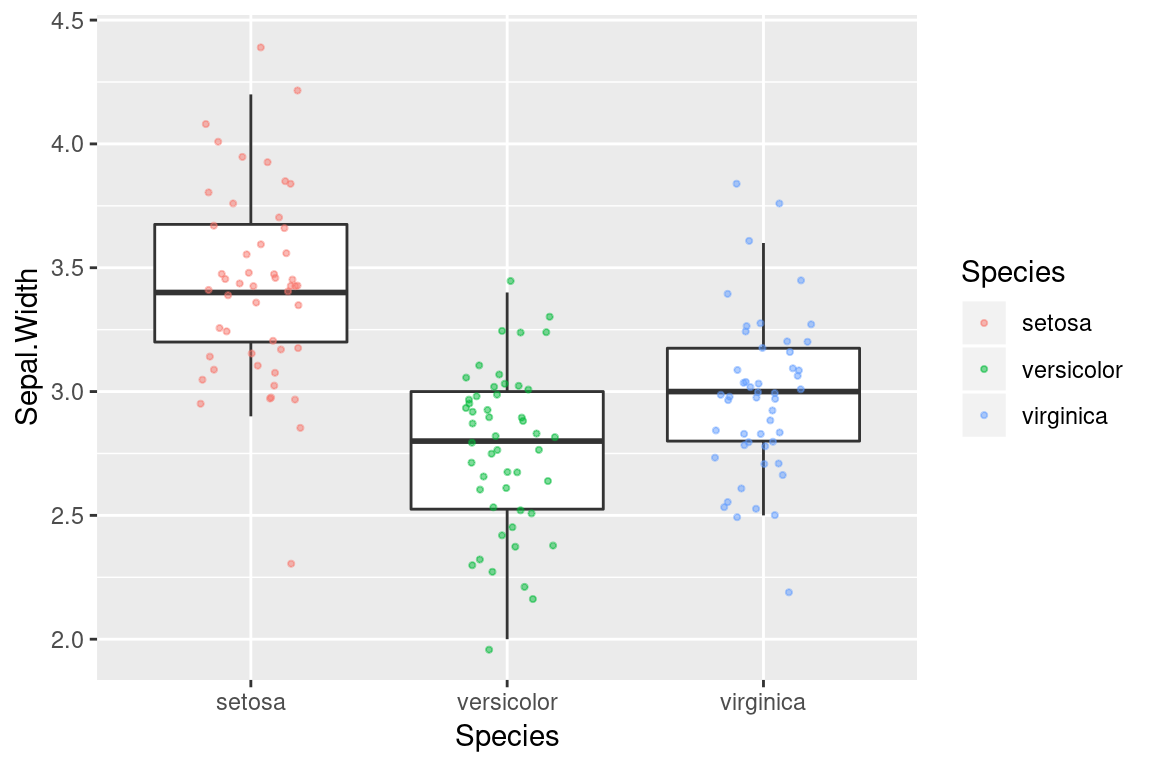 4.5
4.0
3.5
3.0
2.5
2.0
Sepal.Width
setosa
versicolor
virginica
Species
Species
setosa
versicolor
virginica